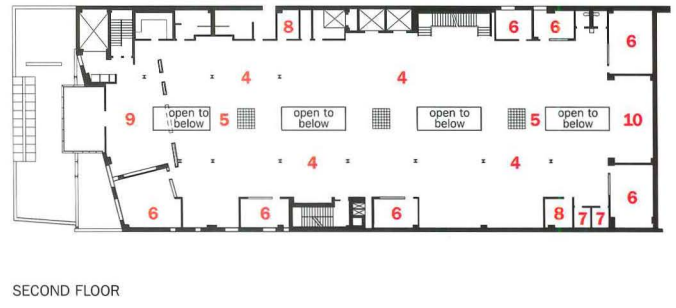 8 6 6 6
4 4
9 open to
below 5 open to
below open to
below 5 open to
below 10
4 4
6 6 6 8 7 7 6
SECOND FLOOR